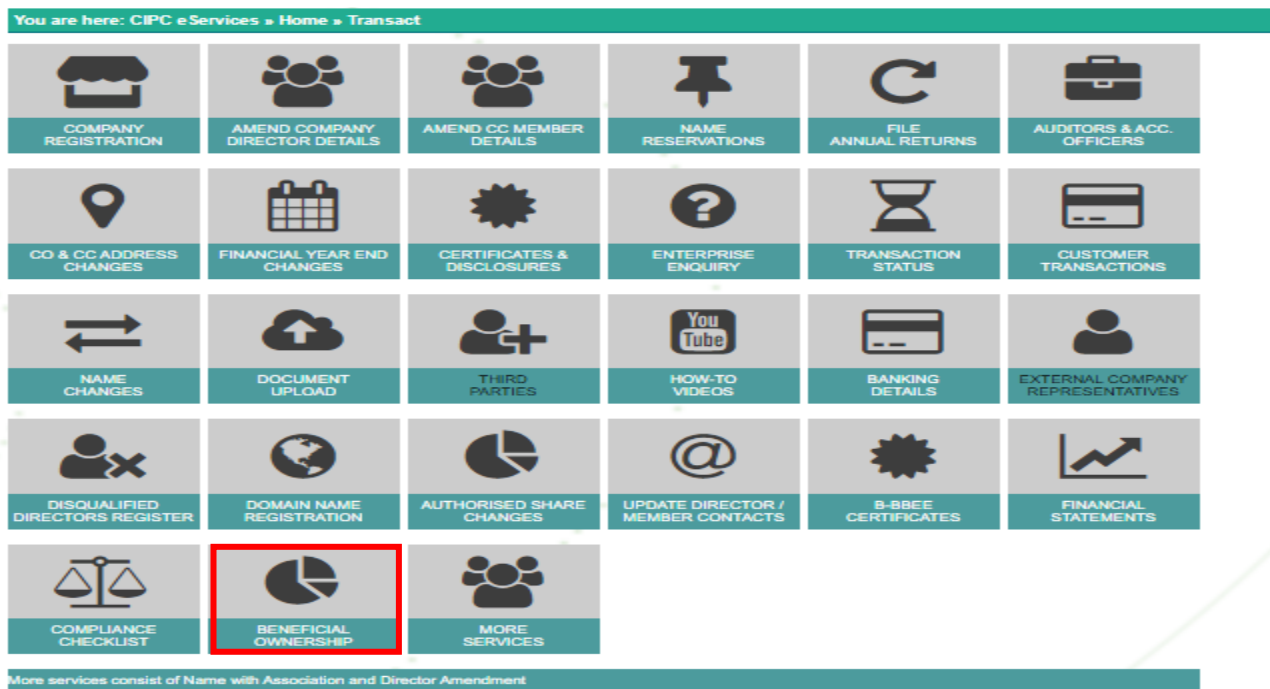 You are here: CIPC eServices » Home » Transact
COMPANY
REGISTRATION
AMEND COMPANY
DIRECTOR DETAILS
AMEND CC MEMBER
DETAILS
NAME
RESERVATIONS
FILE
ANNUAL RETURNS
AUDITORS & ACC.
OFFICERS
CO & CC ADDRESS
CHANGES
FINANCIAL YEAR END
CHANGES
CERTIFICATES &
DISCLOSURES
ENTERPRISE
ENQUIRY
TRANSACTION
STATUS
CUSTOMER
TRANSACTIONS
NAME
CHANGES
DOCUMENT
UPLOAD
THIRD
PARTIES
You
Tube
HOW-TO
VIDEOS
BANKING
DETAILS
EXTERNAL COMPANY
REPRESENTATIVES
DISQUALIFIED
DIRECTORS REGISTER
DOMAIN NAME
REGISTRATION
AUTHORISED SHARE
CHANGES
@
UPDATE DIRECTOR /
MEMBER CONTACTS
B-BBEE
CERTIFICATES
FINANCIAL
STATEMENTS
COMPLIANCE
CHECKLIST
BENEFICIAL
OWNERSHIP
MORE
SERVICES
More services consist of Name with Association and Director Amendment